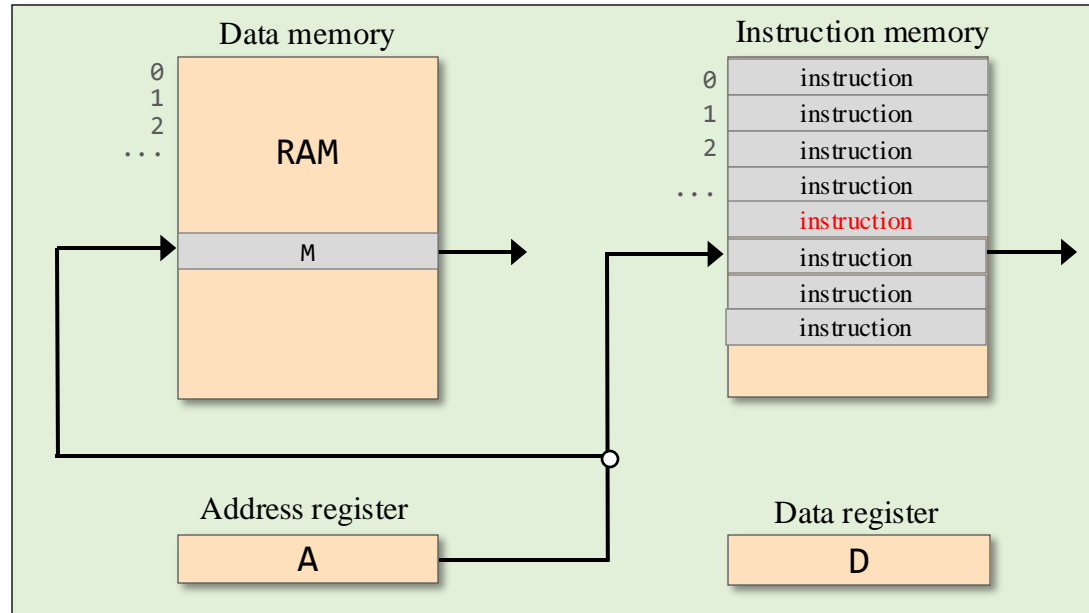 Data memory
0
1
2
...
RAM
M
Instruction memory
0
1
2
...
instruction
instruction
instruction
instruction
instruction
instruction
instruction
instruction
Address register
A
Data register
D